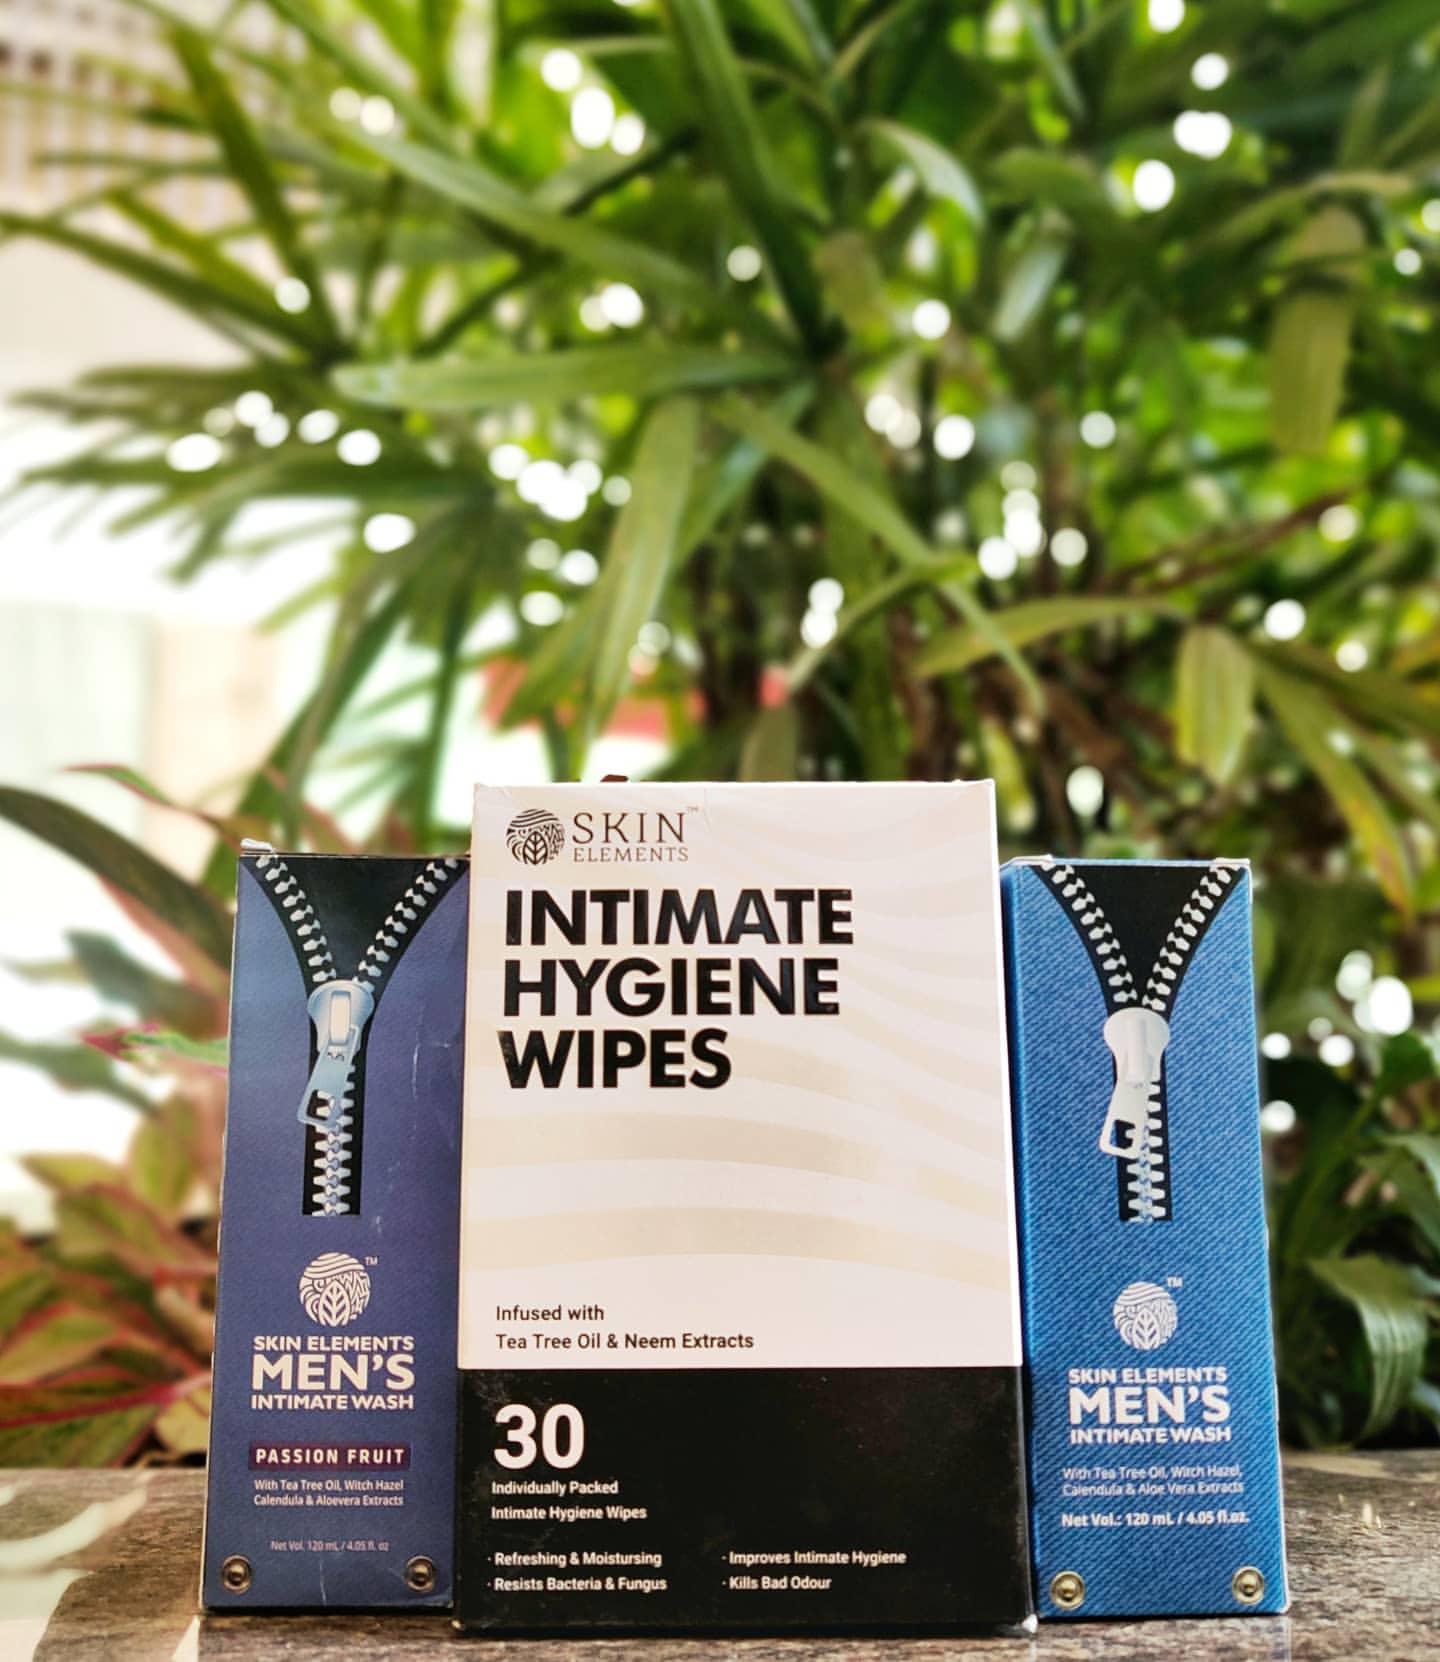 TM
SKIN ELEMENTS
MEN'S
INTIMATE WASH
PASSION FRUIT
With Tea Tree Oil, Witch Hazel
Calendula & Aloevera Extracts
Net Vol. 120 mL / 4.05 fl. oz
SKIN™
ELEMENTS
INTIMATE
HYGIENE
WIPES
Infused with
Tea Tree Oil & Neem Extracts
30
Individually Packed
Intimate Hygiene Wipes
· Refreshing & Moistursing
· Resists Bacteria & Fungus
· Improves Intimate Hygiene
· Kills Bad Odour
TM
SKIN ELEMENTS
MEN'S
INTIMATE WASH
With Tea Tree Oil, Witch Hazel,
Calendula & Aloe Vera Extracts
Net Vol.: 120 mL / 4.05 fl.oz.